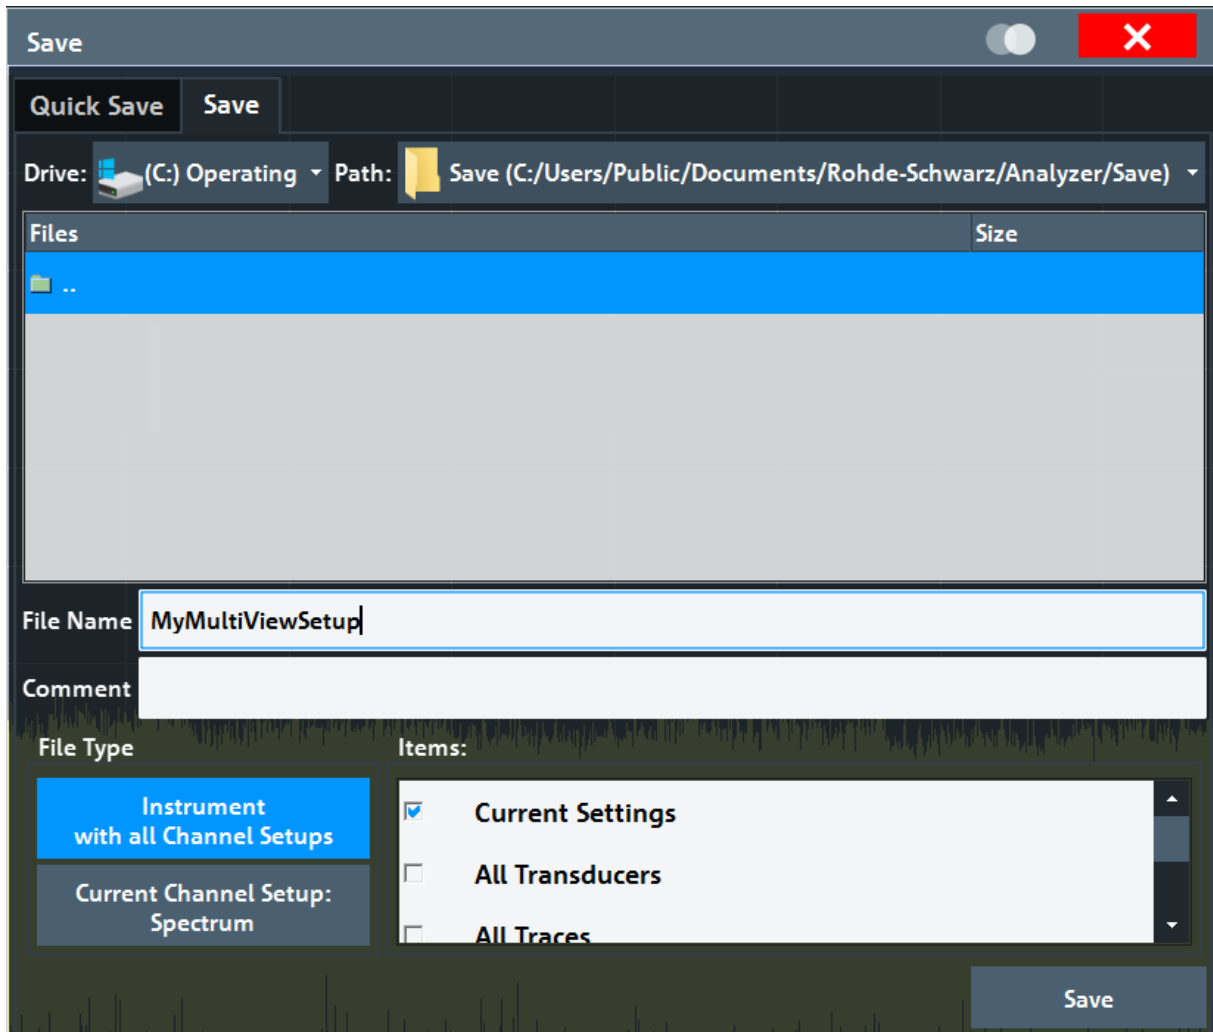 Save
Quick Save Save
Drive: (C:) Operating Path: Save (C:/Users/Public/Documents/Rohde-Schwarz/Analyzer/Save)
Files Size
..
File Name MyMultiViewSetup
Comment
File Type Items:
Instrument
with all Channel Setups
Current Channel Setup:
Spectrum
Current Settings
All Transducers
All Traces
Save